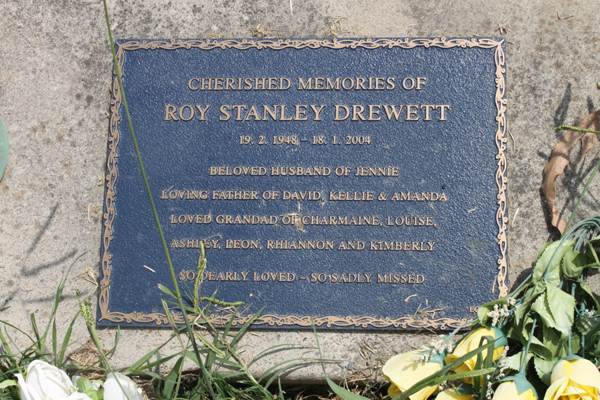 CHERISHED MEMORIES OF
ROY STANLEY DREWETT
19. 2. 1948 - 18. 1. 2004
BELOVED HUSBAND OF JENNIE
LOVING FATHER OF DAVID, KELLIE & AMANDA
LOVED GRANDAD OF CHARMAINE, LOUISE,
ASHLEY, LEON, RHIANNON AND KIMBERLY
SO DEARLY LOVED - SO SADLY MISSED